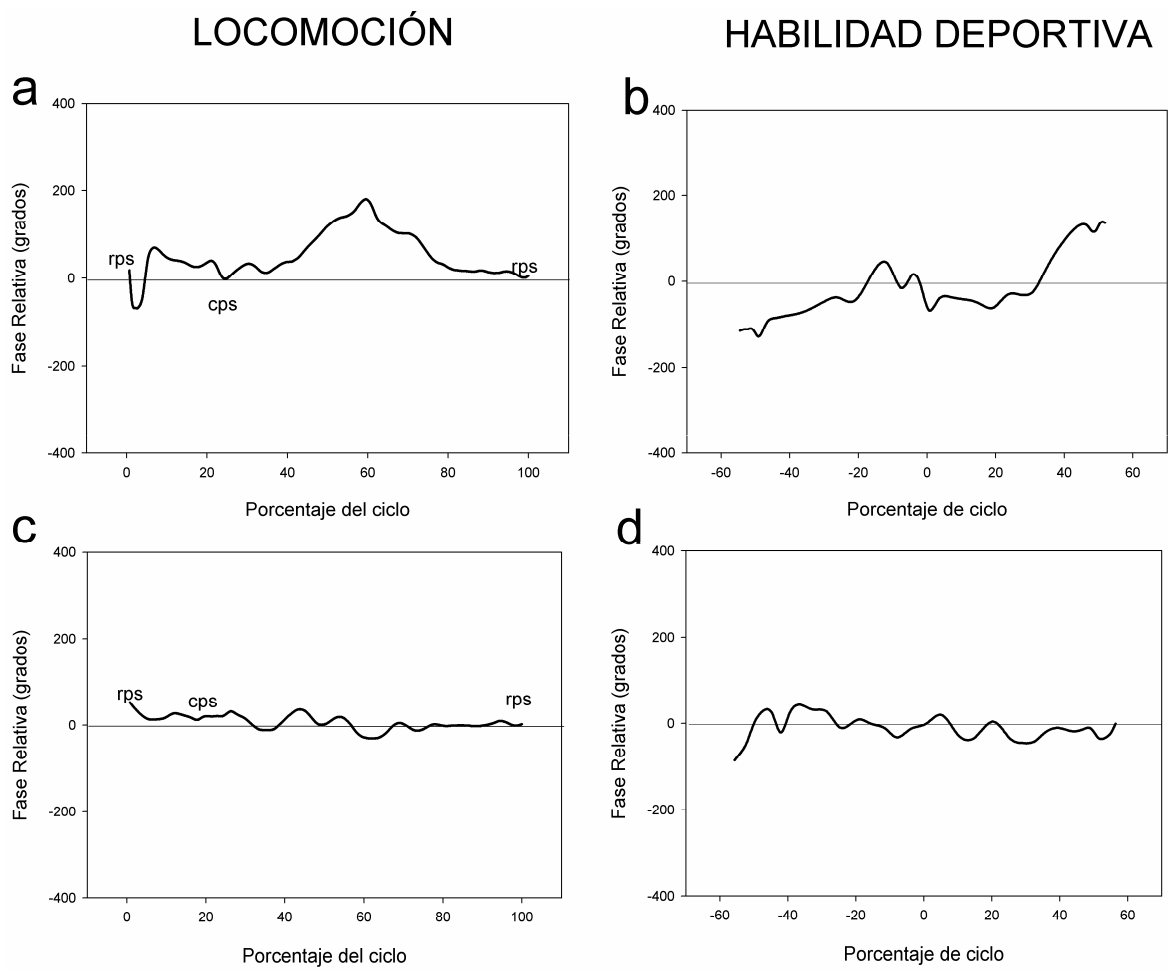 LOCOMOCIÓN
HABILIDAD DEPORTIVA
a
400
200
0
-200
-400
Fase Relativa (grados)
rps
cps
rps
0 20 40 60 80 100
Porcentaje del ciclo
b
400
200
0
-200
-400
Fase Relativa (grados)
-60 -40 -20 0 20 40 60
Porcentaje de ciclo
c
400
200
0
-200
-400
Fase Relativa (grados)
rps
cps
rps
0 20 40 60 80 100
Porcentaje del ciclo
d
400
200
0
-200
-400
Fase Relativa (grados)
-60 -40 -20 0 20 40 60
Porcentaje de ciclo